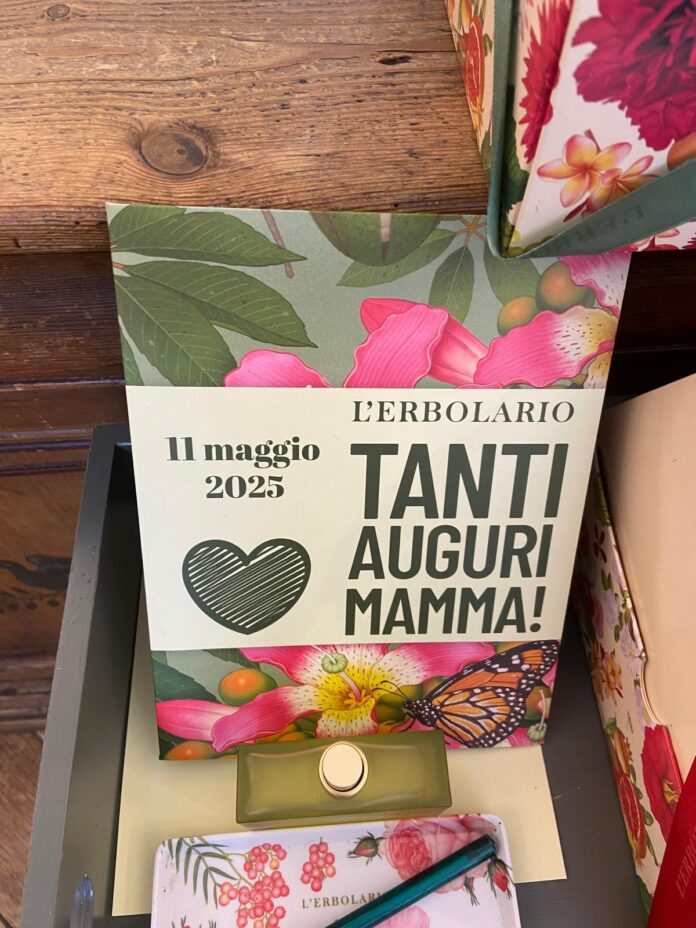 11 maggio
2025
L'ERBOLARIO
TANTI
AUGURI
MAMMA!
L'ERBOLARIO